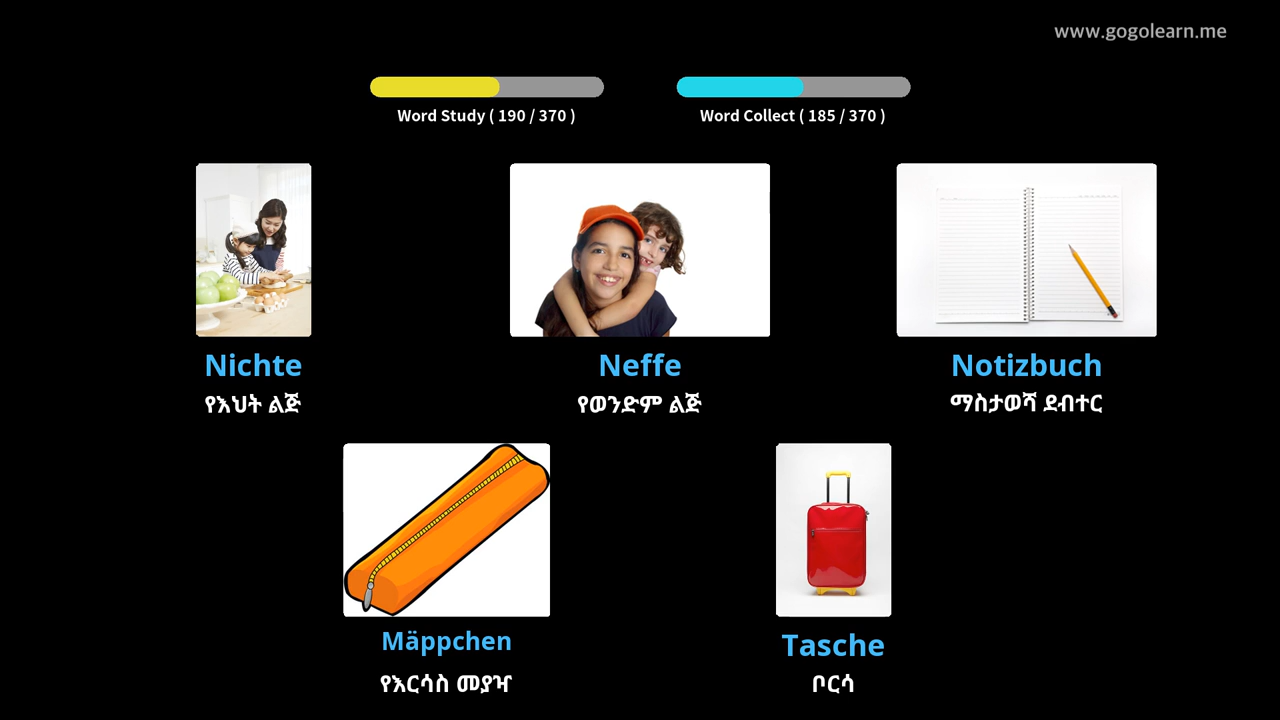 www.gogolearn.me
Word Study ( 190 / 370 )
Word Collect ( 185 / 370 )
Nichte
የእህት ልጅ
Neffe
የወንድም ልጅ
Notizbuch
ማስታወሻ ደብተር
Mäppchen
የእርሳስ መያዣ
Tasche
ቦርሳ